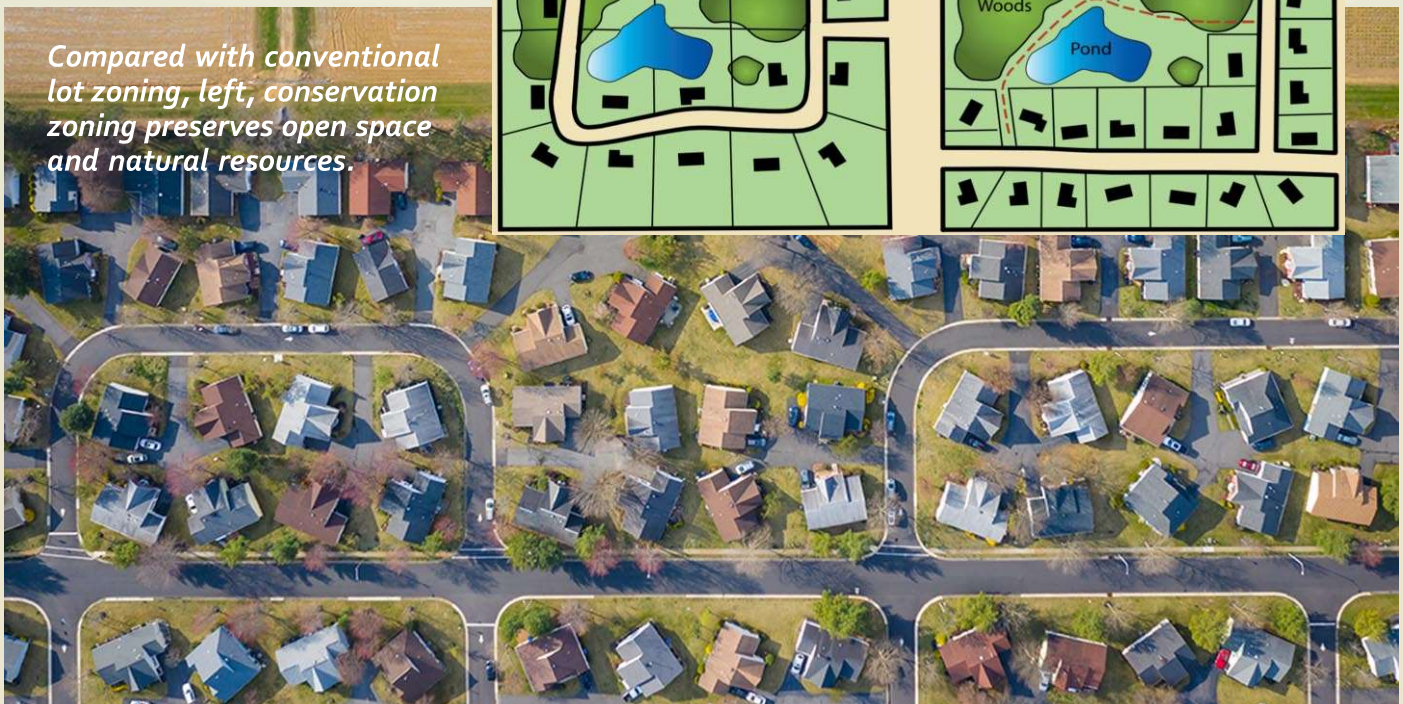 Compared with conventional
lot zoning, left, conservation
zoning preserves open space
and natural resources.
Woods
Pond